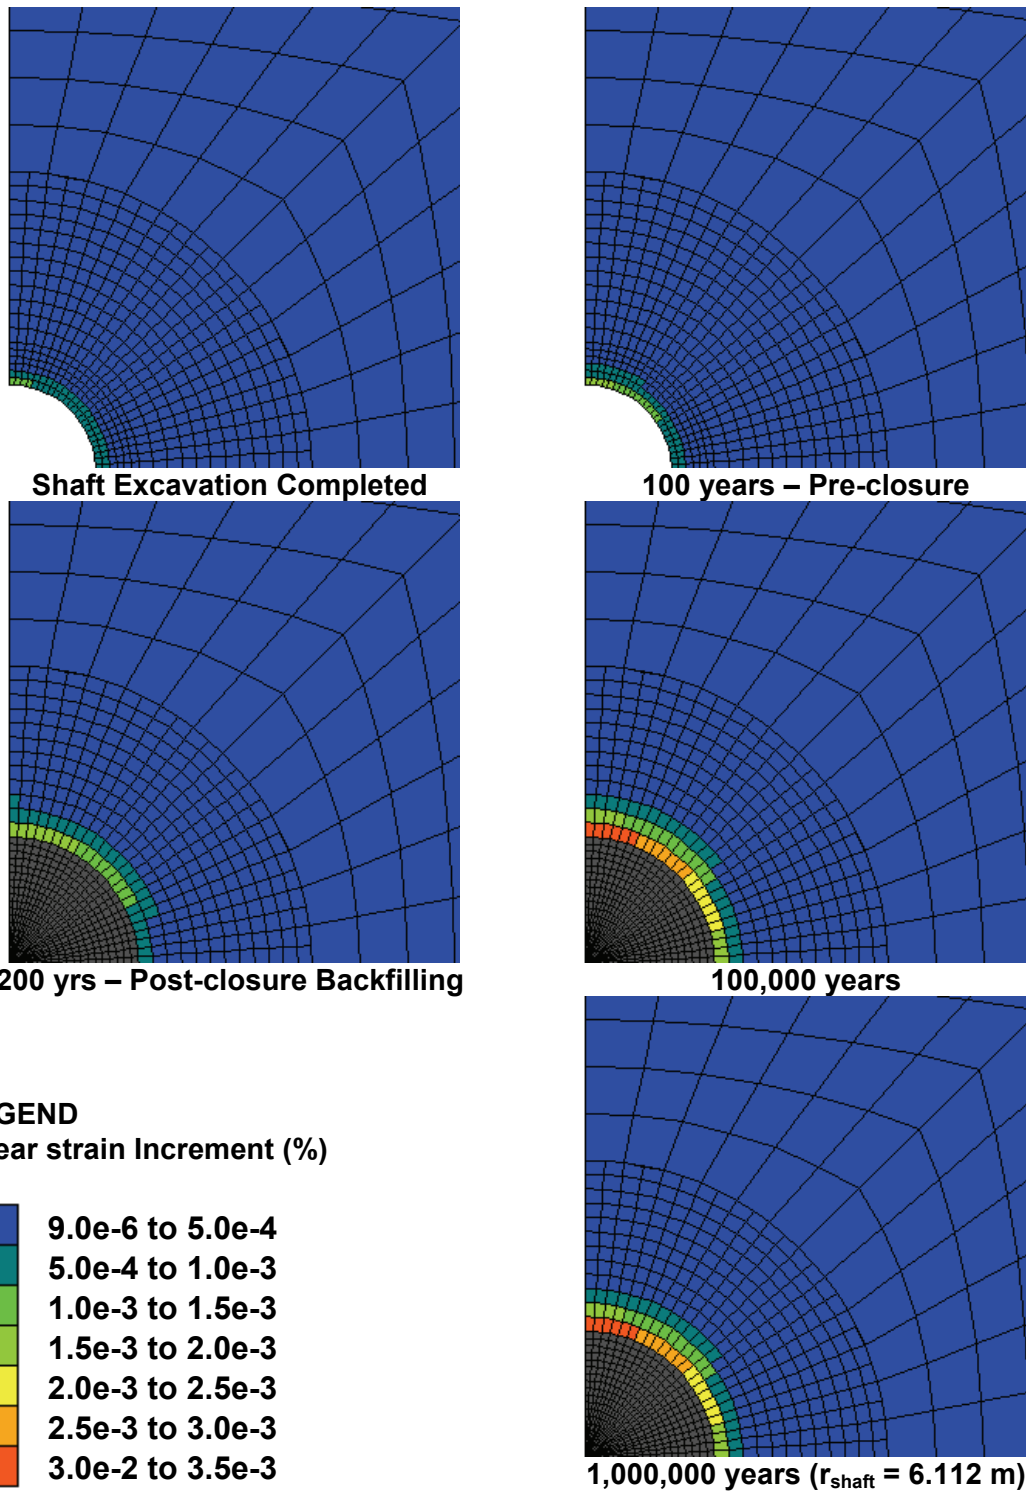 Shaft Excavation Completed
100 years – Pre-closure
200 yrs – Post-closure Backfilling
100,000 years
GEND
ear strain Increment (%)
9.0e-6 to 5.0e-4
5.0e-4 to 1.0e-3
1.0e-3 to 1.5e-3
1.5e-3 to 2.0e-3
2.0e-3 to 2.5e-3
2.5e-3 to 3.0e-3
3.0e-2 to 3.5e-3
1,000,000 years (rshaft = 6.112 m)